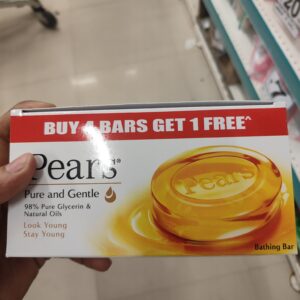 BUY 4 BARS GET 1 FREE^
Pears®
Pure and Gentle
98% Pure Glycerin &
Natural Oils
Look Young
Stay Young
Pears
Bathing Bar
20